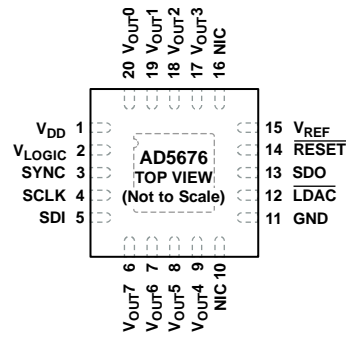 20 VOUT0
19 VOUT1
18 VOUT2
17 VOUT3
16 NIC
VDD 1
VLOGIC 2
SYNC 3
SCLK 4
SDI 5
AD5676
TOP VIEW
(Not to Scale)
15 VREF
14 RESET
13 SDO
12 LDAC
11 GND
VOUT7 6
VOUT6 7
VOUT5 8
VOUT4 9
NIC 10